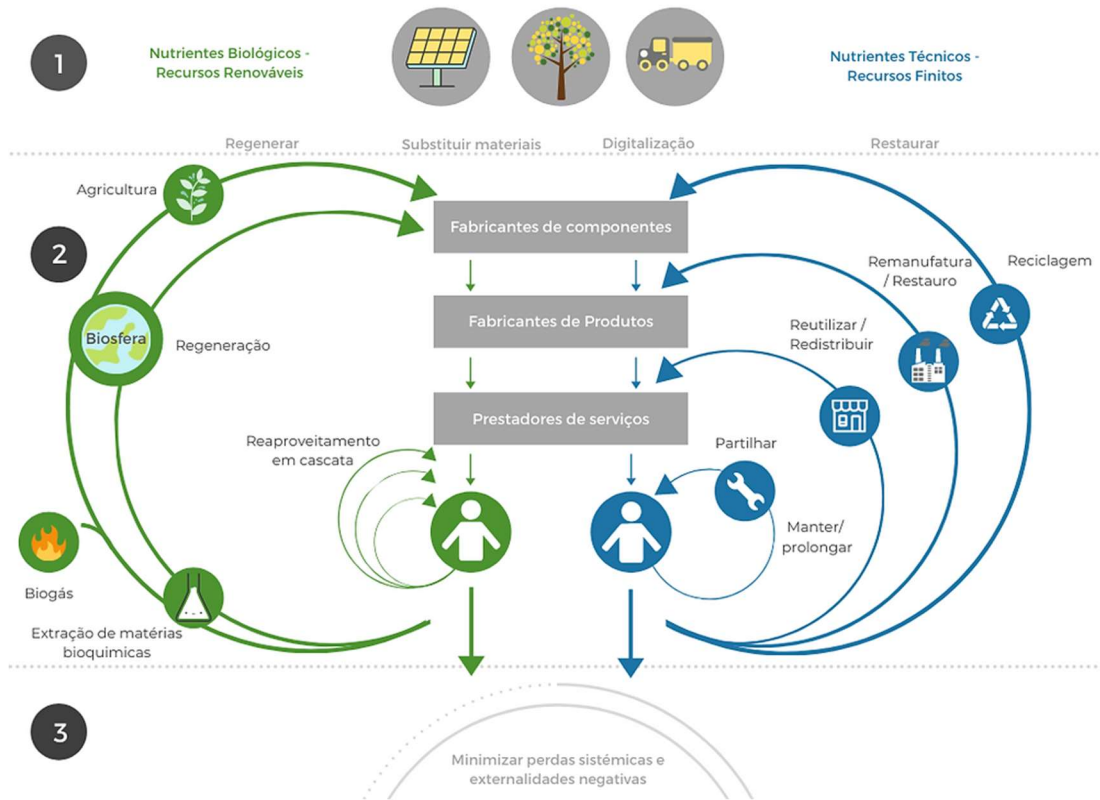 1
Nutrientes Biológicos -
Recursos Renováveis
Nutrientes Técnicos -
Recursos Finitos
Regenerar
Substituir materiais
Digitalização
Restaurar
Agricultura
2
Fabricantes de componentes
Remanufatura
/ Restauro
Reciclagem
Biosfera
Regeneração
Fabricantes de Produtos
Reutilizar /
Redistribuir
Prestadores de serviços
Reaproveitamento
em cascata
Partilhar
Manter/
prolongar
Biogás
Extração de matérias
bioquimicas
3
Minimizar perdas sistémicas e
externalidades negativas